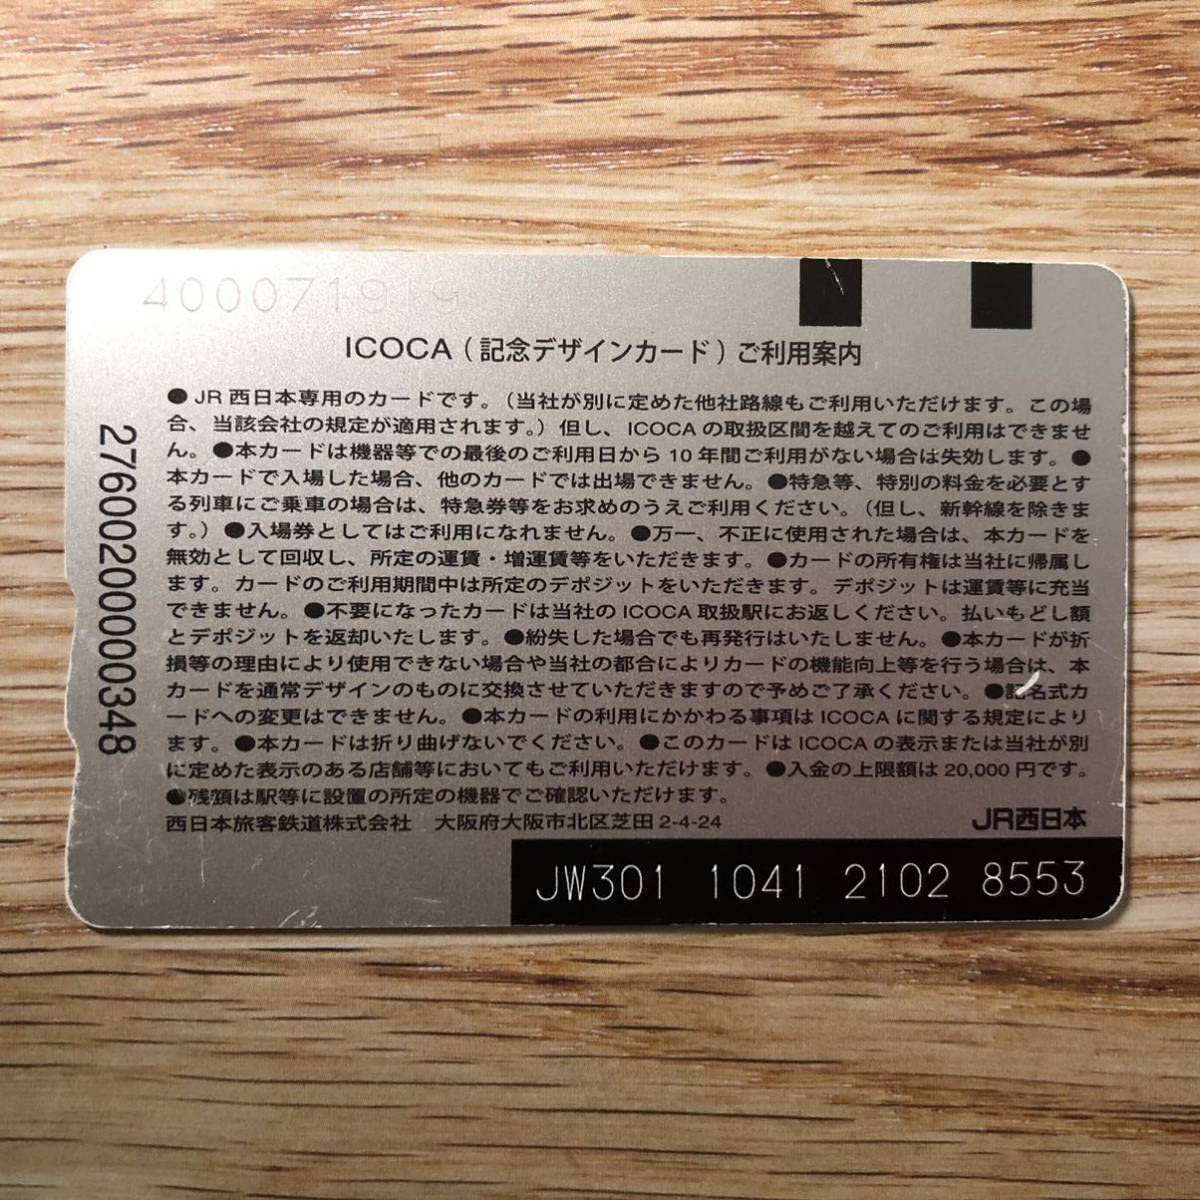 400071919
ICOCA（記念デザインカード）ご利用案内
●JR西日本専用のカードです。（当社が別に定めた他社路線もご利用いただけます。この場
合、当該会社の規定が適用されます。）但し、ICOCAの取扱区間を越えてのご利用はできませ
ん。●本カードは機器等での最後のご利用日から10年間ご利用がない場合は失効します。●
本カードで入場した場合、他のカードでは出場できません。●特急等、特別の料金を必要とす
る列車にご乗車の場合は、特急券等をお求めのうえご利用ください。（但し、新幹線を除きま
す。）●入場券としてはご利用になれません。●万一、不正に使用された場合は、本カードを
無効として回収し、所定の運賃・増運賃等をいただきます。●カードの所有権は当社に帰属し
ます。カードのご利用期間中は所定のデポジットをいただきます。デポジットは運賃等に充当
できません。●不要になったカードは当社のICOCA取扱駅にお返しください。払いもどし額
とデポジットを返却いたします。●紛失した場合でも再発行はいたしません。●本カードが折
損等の理由により使用できない場合や当社の都合によりカードの機能向上等を行う場合は、本
カードを通常デザインのものに交換させていただきますので予めご了承ください。●記名式カ
ードへの変更はできません。●本カードの利用にかかわる事項はICOCAに関する規定により
ます。●本カードは折り曲げないでください。●このカードはICOCAの表示または当社が別
に定めた表示のある店舗等においてもご利用いただけます。●入金の上限額は20,000円です。
●残額は駅等に設置の所定の機器でご確認いただけます。
西日本旅客鉄道株式会社 大阪府大阪市北区芝田2-4-24 JR西日本
JW301 1041 2102 8553
2760020000348